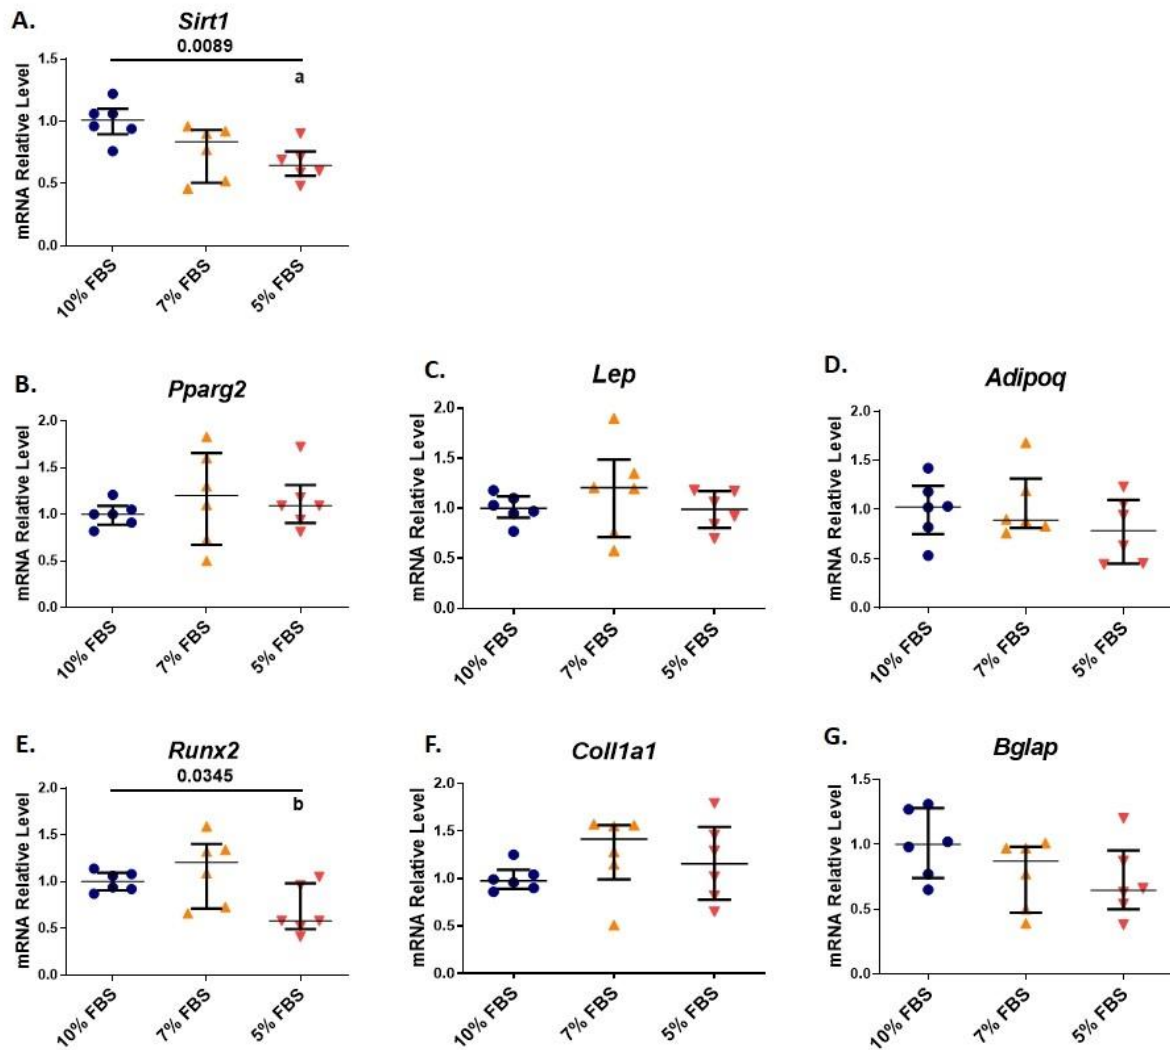 A.
Sirt1
0.0089
a
mRNA Relative Level
1.5
1.0
0.5
0.0
10% FBS
7% FBS
5% FBS
B.
Pparg2
mRNA Relative Level
2.0
1.5
1.0
0.5
0.0
10% FBS
7% FBS
5% FBS
C.
Lep
mRNA Relative Level
2.0
1.5
1.0
0.5
0.0
10% FBS
7% FBS
5% FBS
D.
Adipoq
mRNA Relative Level
2.0
1.5
1.0
0.5
0.0
10% FBS
7% FBS
5% FBS
E.
Runx2
0.0345
b
mRNA Relative Level
2.0
1.5
1.0
0.5
0.0
10% FBS
7% FBS
5% FBS
F.
Coll1a1
mRNA Relative Level
2.0
1.5
1.0
0.5
0.0
10% FBS
7% FBS
5% FBS
G.
Bglap
mRNA Relative Level
1.5
1.0
0.5
0.0
10% FBS
7% FBS
5% FBS